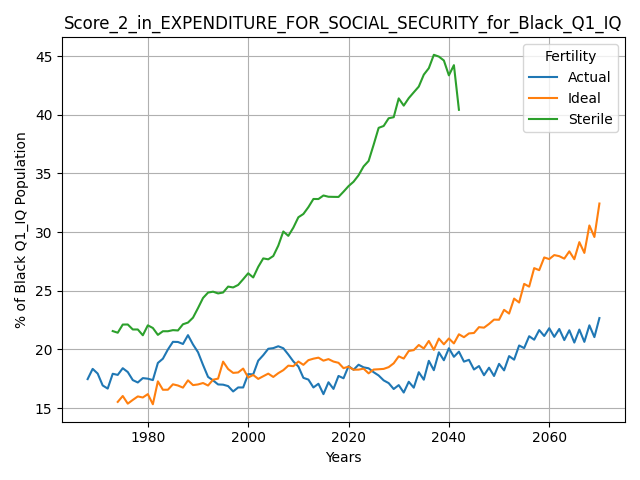 Score_2_in_EXPENDITURE_FOR_SOCIAL_SECURITY_for_Black_Q1_IQ
Fertility
Actual
Ideal
Sterile
% of Black Q1_IQ Population
45
40
35
30
25
20
15
1980
2000
2020
2040
2060
Years